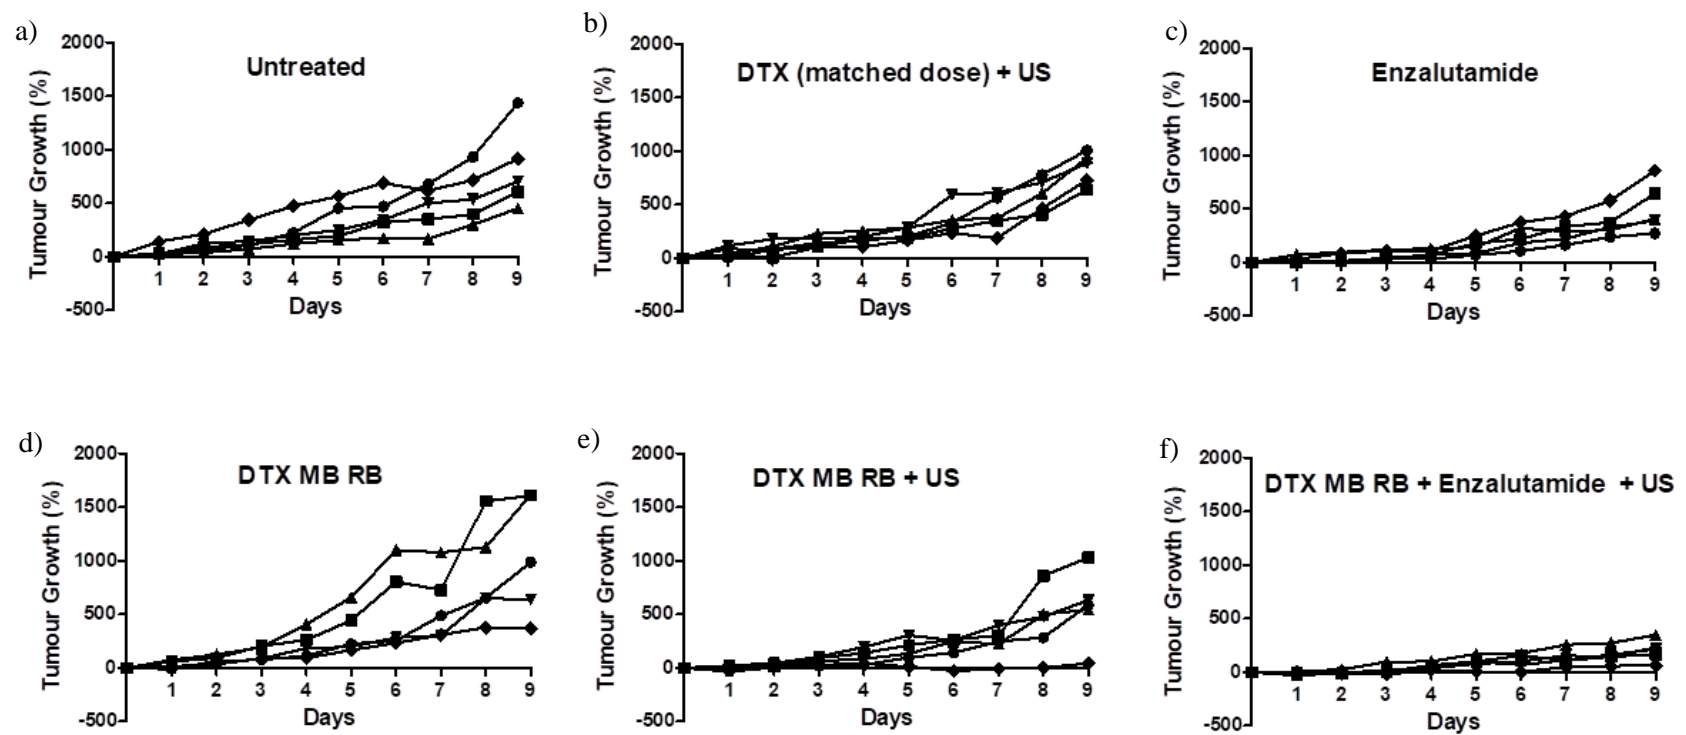 a)
Untreated
Tumour Growth (%)
2000
1500
1000
500
0
-500
1 2 3 4 5 6 7 8 9
Days
b)
DTX (matched dose) + US
Tumour Growth (%)
2000
1500
1000
500
0
-500
1 2 3 4 5 6 7 8 9
Days
c)
Enzalutamide
Tumour Growth (%)
2000
1500
1000
500
0
-500
1 2 3 4 5 6 7 8 9
Days
d)
DTX MB RB
Tumour Growth (%)
2000
1500
1000
500
0
-500
1 2 3 4 5 6 7 8 9
Days
e)
DTX MB RB + US
Tumour Growth (%)
2000
1500
1000
500
0
-500
1 2 3 4 5 6 7 8 9
Days
f)
DTX MB RB + Enzalutamide + US
Tumour Growth (%)
2000
1500
1000
500
0
-500
1 2 3 4 5 6 7 8 9
Days